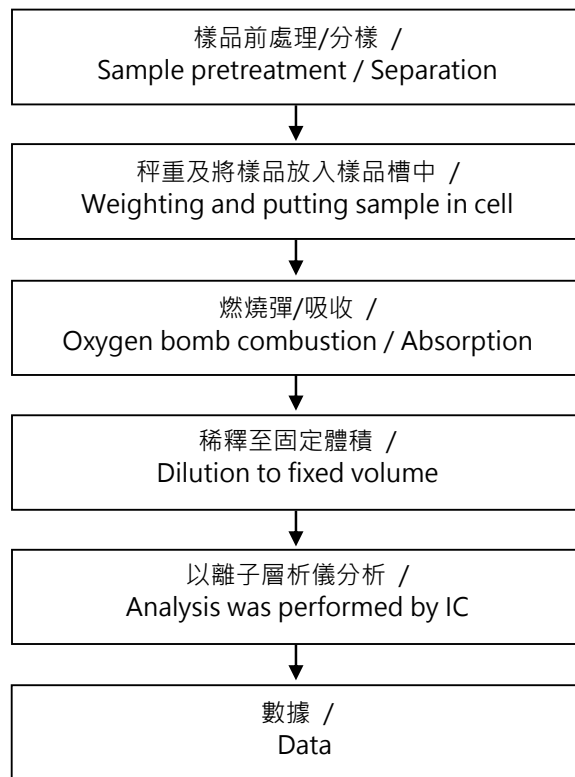 樣品前處理/分樣 /
Sample pretreatment / Separation
秤重及將樣品放入樣品槽中 /
Weighting and putting sample in cell
燃燒彈/吸收 /
Oxygen bomb combustion / Absorption
稀釋至固定體積 /
Dilution to fixed volume
以離子層析儀分析 /
Analysis was performed by IC
數據 /
Data